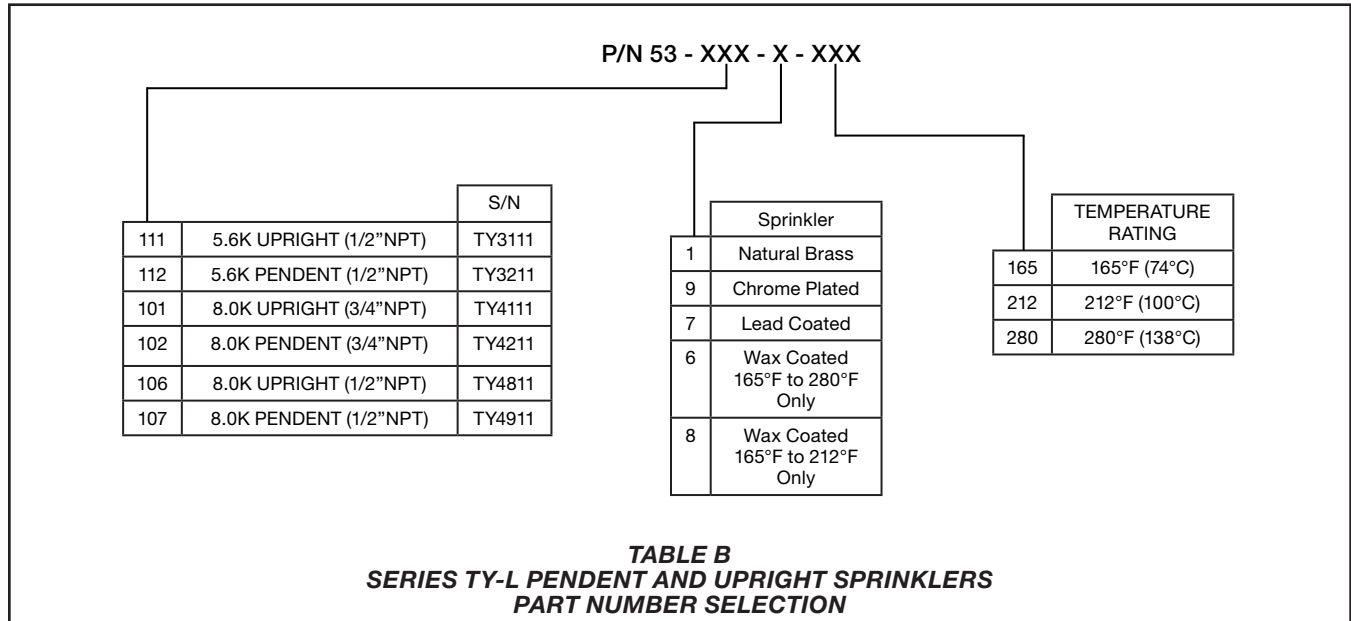 P/N 53 - XXX - X - XXX
S/N
111 5.6K UPRIGHT (1/2”NPT) TY3111
112 5.6K PENDENT (1/2”NPT) TY3211
101 8.0K UPRIGHT (3/4”NPT) TY4111
102 8.0K PENDENT (3/4”NPT) TY4211
106 8.0K UPRIGHT (1/2”NPT) TY4811
107 8.0K PENDENT (1/2”NPT) TY4911
Sprinkler
1 Natural Brass
9 Chrome Plated
7 Lead Coated
6 Wax Coated
165°F to 280°F
Only
8 Wax Coated
165°F to 212°F
Only
TEMPERATURE
RATING
165 165°F (74°C)
212 212°F (100°C)
280 280°F (138°C)
TABLE B
SERIES TY-L PENDENT AND UPRIGHT SPRINKLERS
PART NUMBER SELECTION